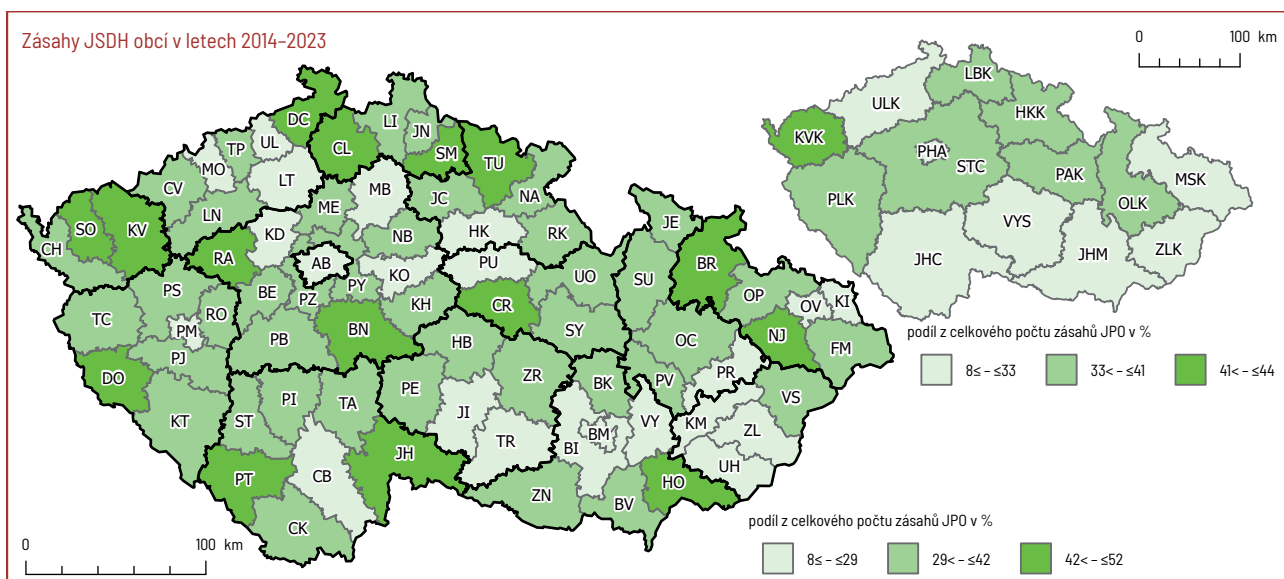 Zásahy JSDH obcí v letech 2014–2023
0 100 km
DC
LI
JN
CL
SM
TU
TP
UL
MO
LT
CV
LN
ME
MB
JC
NA
HK
RK
CH
SO
KV
RA
KD
AB
NB
KO
PU
UO
JE
SU
BR
PS
BE
PZ
PY
KH
CR
OP
OV
KI
TC
RO
PM
PB
BN
HB
SY
OC
NJ
FM
DO
PJ
KT
ST
PI
TA
PE
JI
ZR
BK
PV
PR
VS
TR
BI
BM
VY
KM
ZL
UH
PT
CB
JH
CK
ZN
BV
HO
0 100 km
ULK
LBK
HKK
KVK
PHA
STC
PAK
PLK
OLK
MSK
VYS
JHC
JHM
ZLK
podíl z celkového počtu zásahů JPO v %
8≤ – ≤33 33< – ≤41 41< – ≤44
podíl z celkového počtu zásahů JPO v %
8≤ – ≤29 29< – ≤42 42< – ≤52